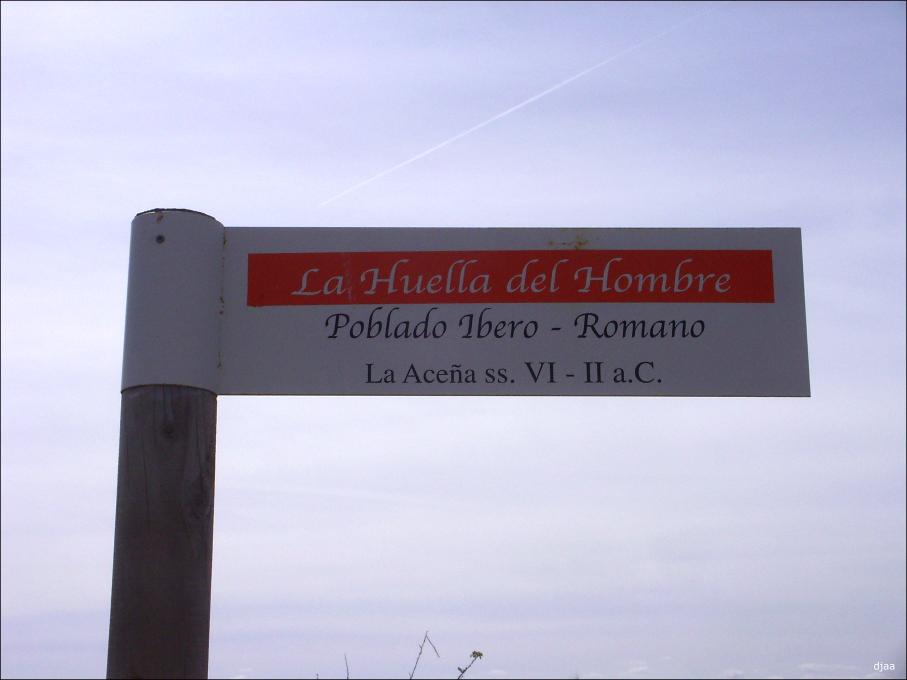 La Huella del Hombre
Poblado Ibero - Romano
La Aceña ss. VI - II a.C.
djaa